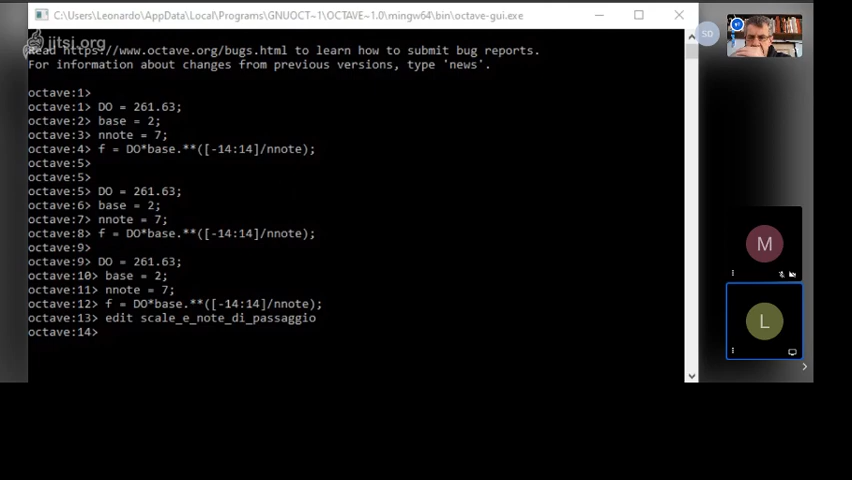 C:\Users\Leonardo\AppData\Local\Programs\GNUOCT~1\OCTAVE~1.0\mingw64\bin\octave-gui.exe
jitsi.org
Read https://www.octave.org/bugs.html to learn how to submit bug reports.
For information about changes from previous versions, type 'news'.
octave:1>
octave:1> DO = 261.63;
octave:2> base = 2;
octave:3> nnote = 7;
octave:4> f = DO*base.**([-14:14]/nnote);
octave:5>
octave:5>
octave:5> DO = 261.63;
octave:6> base = 2;
octave:7> nnote = 7;
octave:8> f = DO*base.**([-14:14]/nnote);
octave:9>
octave:9> DO = 261.63;
octave:10> base = 2;
octave:11> nnote = 7;
octave:12> f = DO*base.**([-14:14]/nnote);
octave:13> edit scale_e_note_di_passaggio
octave:14>
SD
M
L